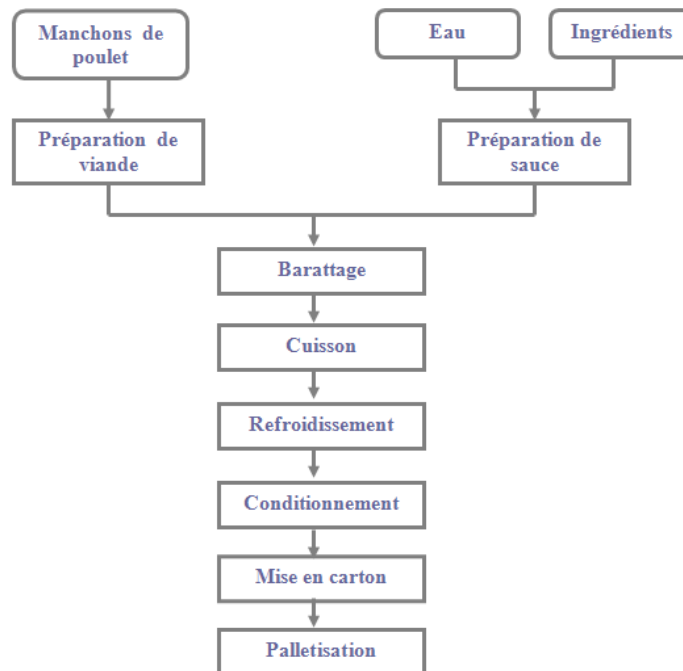 Manchons de
poulet
Eau
Ingrédients
Préparation de
viande
Préparation de
sauce
Barattage
Cuisson
Refroidissement
Conditionnement
Mise en carton
Palletisation